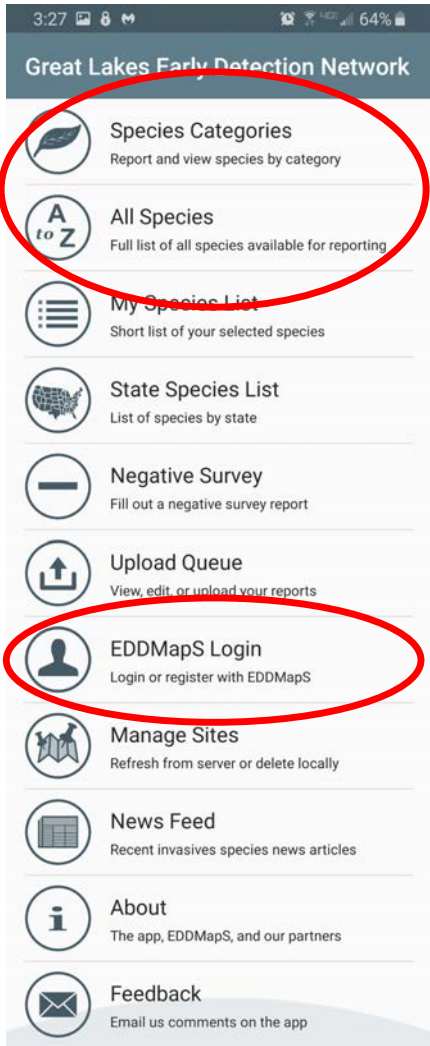 3:27
64%
Great Lakes Early Detection Network
Species Categories
Report and view species by category
A
to Z
All Species
Full list of all species available for reporting
My Species List
Short list of your selected species
State Species List
List of species by state
Negative Survey
Fill out a negative survey report
Upload Queue
View, edit, or upload your reports
EDDMapS Login
Login or register with EDDMapS
Manage Sites
Refresh from server or delete locally
News Feed
Recent invasives species news articles
i
About
The app, EDDMapS, and our partners
Feedback
Email us comments on the app